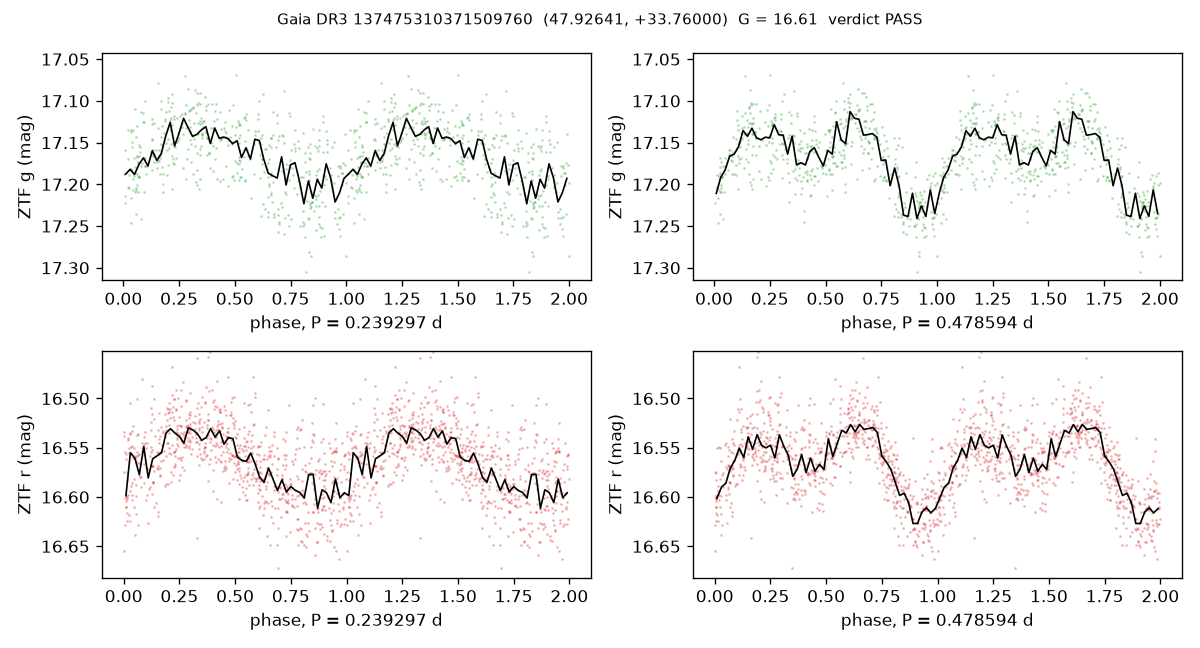 Gaia DR3 137475310371509760  (47.92641, +33.76000)  G = 16.61  verdict PASS
17.05
17.10
17.15
17.20
17.25
17.30
ZTF g (mag)
0.00 0.25 0.50 0.75 1.00 1.25 1.50 1.75 2.00
phase, P = 0.239297 d
17.05
17.10
17.15
17.20
17.25
17.30
ZTF g (mag)
0.00 0.25 0.50 0.75 1.00 1.25 1.50 1.75 2.00
phase, P = 0.478594 d
16.50
16.55
16.60
16.65
ZTF r (mag)
0.00 0.25 0.50 0.75 1.00 1.25 1.50 1.75 2.00
phase, P = 0.239297 d
16.50
16.55
16.60
16.65
ZTF r (mag)
0.00 0.25 0.50 0.75 1.00 1.25 1.50 1.75 2.00
phase, P = 0.478594 d